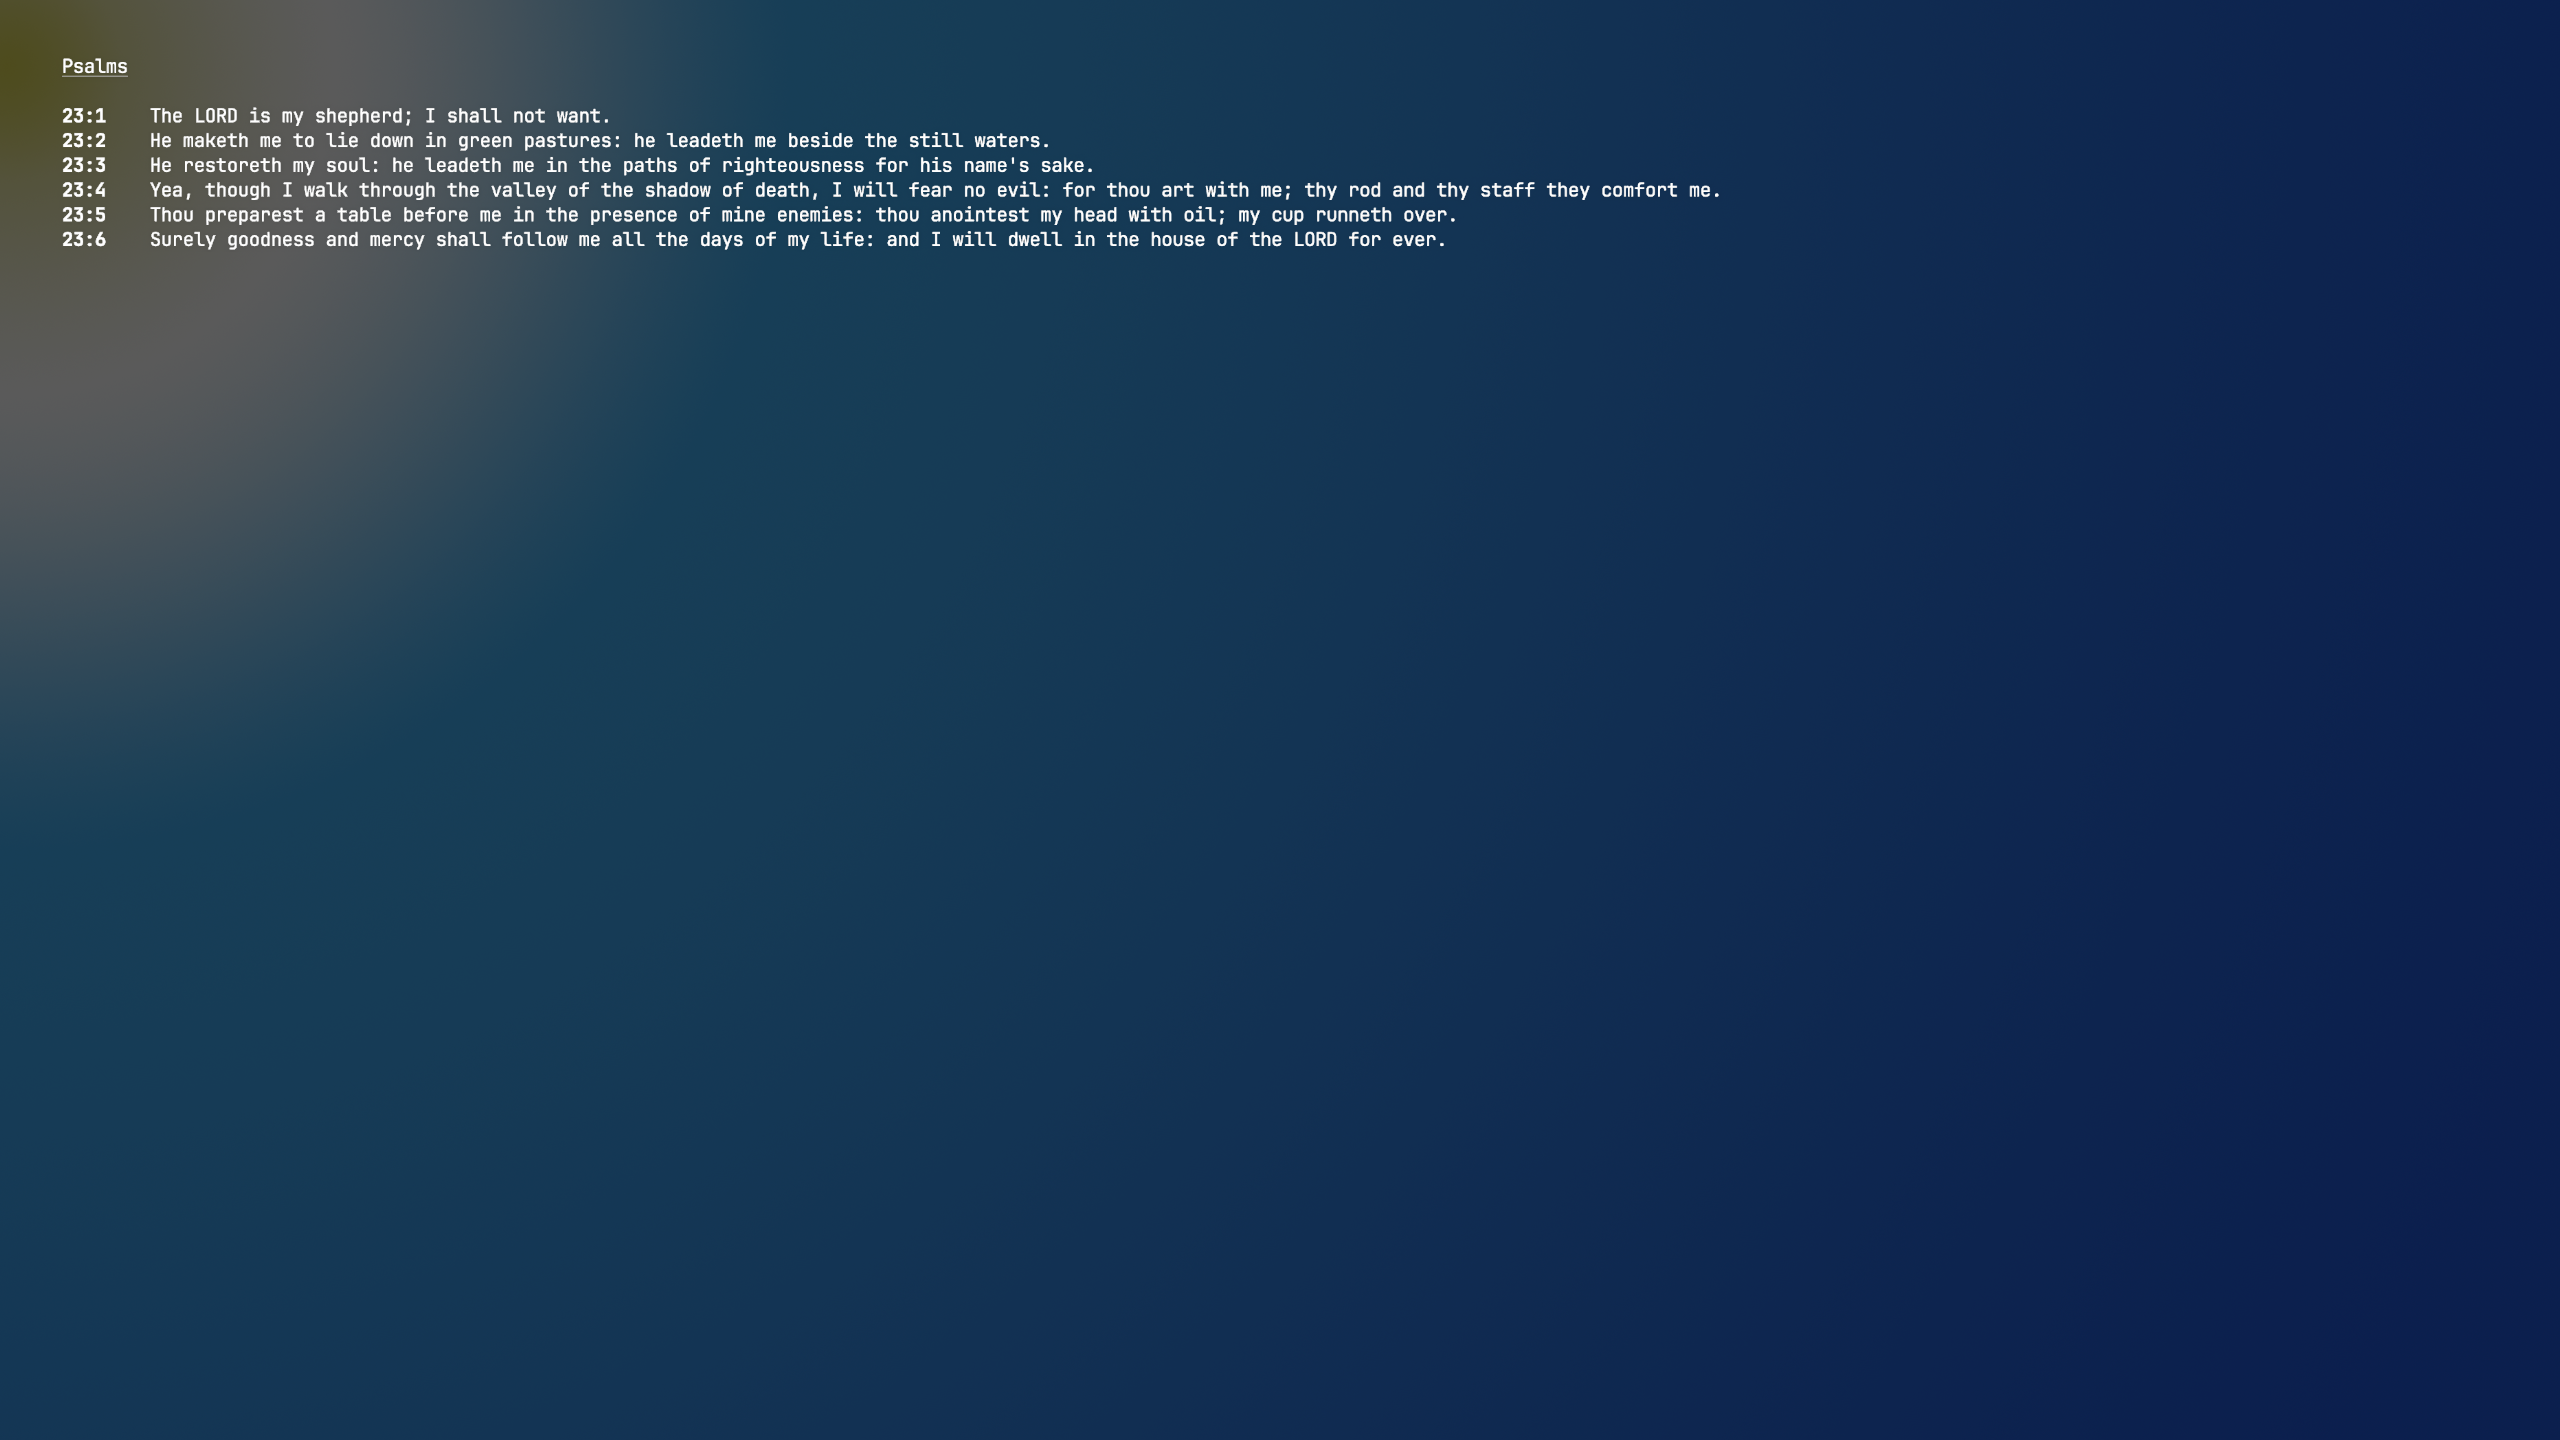 Psalms
23:1    The LORD is my shepherd; I shall not want.
23:2    He maketh me to lie down in green pastures: he leadeth me beside the still waters.
23:3    He restoreth my soul: he leadeth me in the paths of righteousness for his name's sake.
23:4    Yea, though I walk through the valley of the shadow of death, I will fear no evil: for thou art with me; thy rod and thy staff they comfort me.
23:5    Thou preparest a table before me in the presence of mine enemies: thou anointest my head with oil; my cup runneth over.
23:6    Surely goodness and mercy shall follow me all the days of my life: and I will dwell in the house of the LORD for ever.